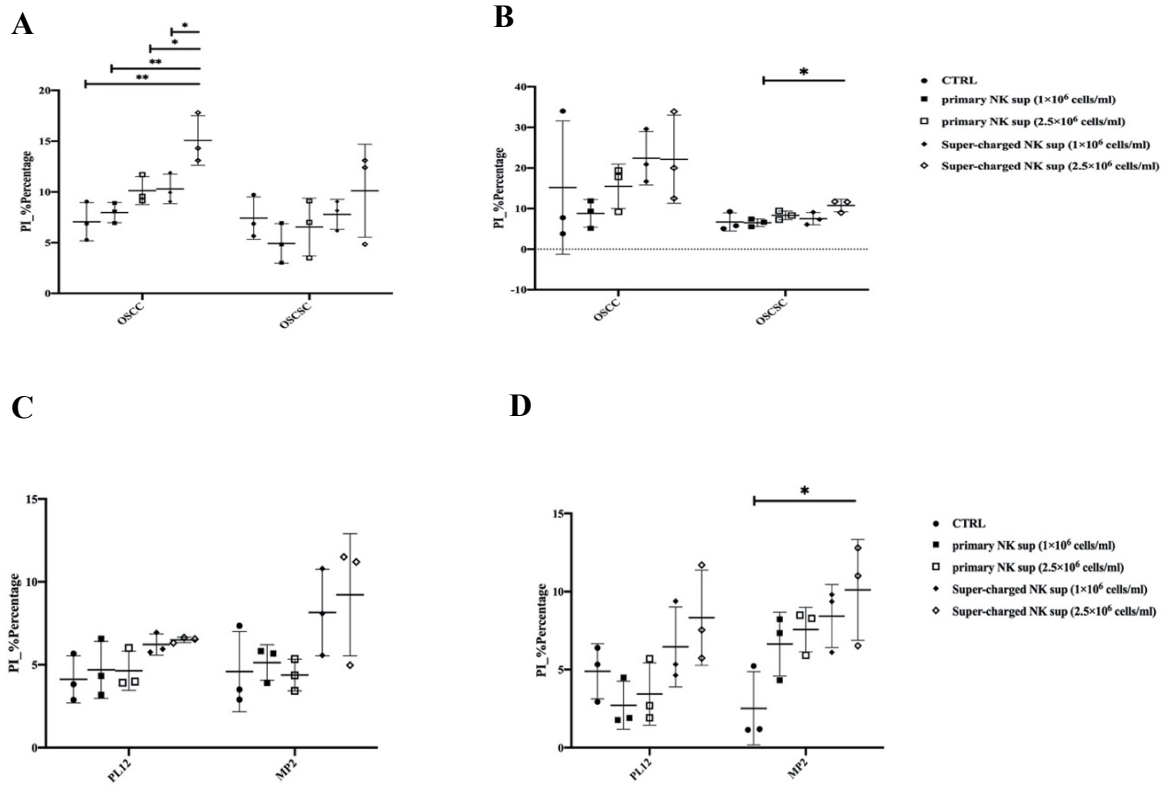 A
*
*
**
**
20
15
10
5
0
PI_%Percentage
OSCC
OSCSC
B
*
40
30
20
10
0
-10
PI_%Percentage
OSCC
OSCSC
CTRL
primary NK sup (1×10⁶ cells/ml)
primary NK sup (2.5×10⁶ cells/ml)
Super-charged NK sup (1×10⁶ cells/ml)
Super-charged NK sup (2.5×10⁶ cells/ml)
C
15
10
5
0
PI_%Percentage
PL12
MP2
D
*
15
10
5
0
PI_%Percentage
PL12
MP2
CTRL
primary NK sup (1×10⁶ cells/ml)
primary NK sup (2.5×10⁶ cells/ml)
Super-charged NK sup (1×10⁶ cells/ml)
Super-charged NK sup (2.5×10⁶ cells/ml)